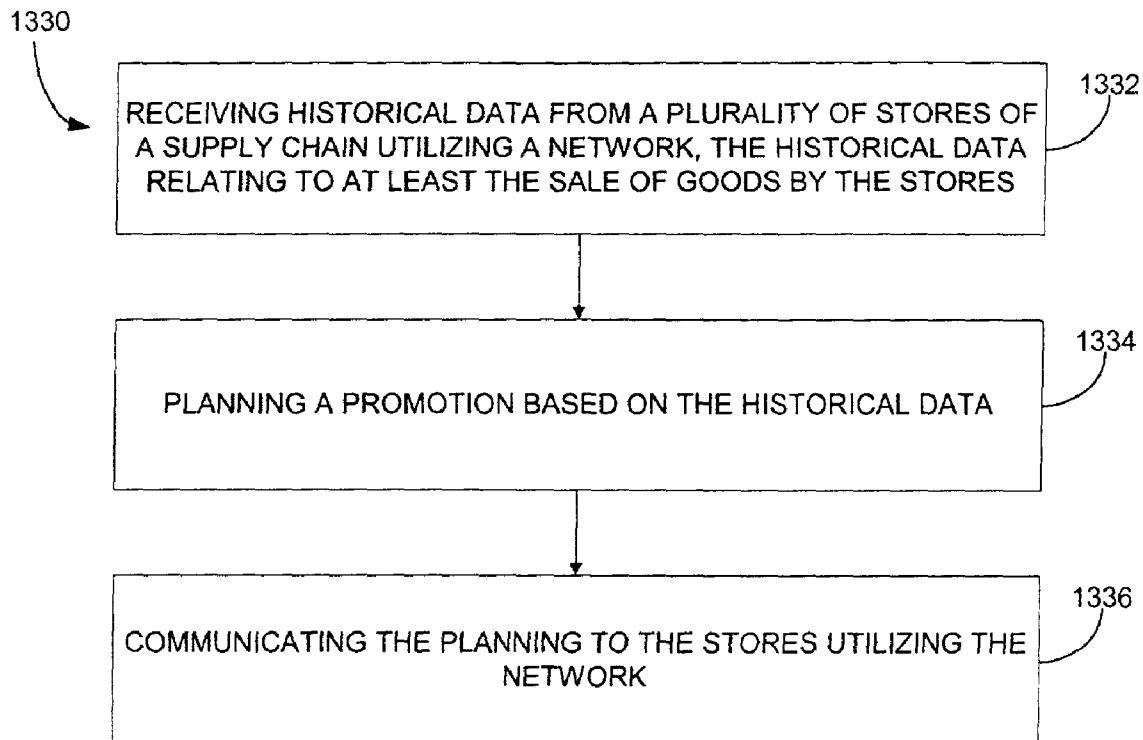 1330
1332
RECEIVING HISTORICAL DATA FROM A PLURALITY OF STORES OF
A SUPPLY CHAIN UTILIZING A NETWORK, THE HISTORICAL DATA
RELATING TO AT LEAST THE SALE OF GOODS BY THE STORES
1334
PLANNING A PROMOTION BASED ON THE HISTORICAL DATA
1336
COMMUNICATING THE PLANNING TO THE STORES UTILIZING THE
NETWORK